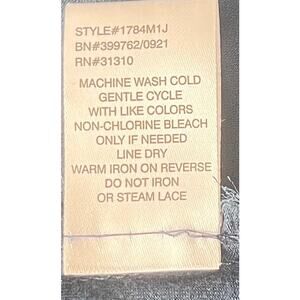 STYLE#1784M1J
BN#399762/0921
RN#31310
MACHINE WASH COLD
GENTLE CYCLE
WITH LIKE COLORS
NON-CHLORINE BLEACH
ONLY IF NEEDED
LINE DRY
WARM IRON ON REVERSE
DO NOT IRON
OR STEAM LACE